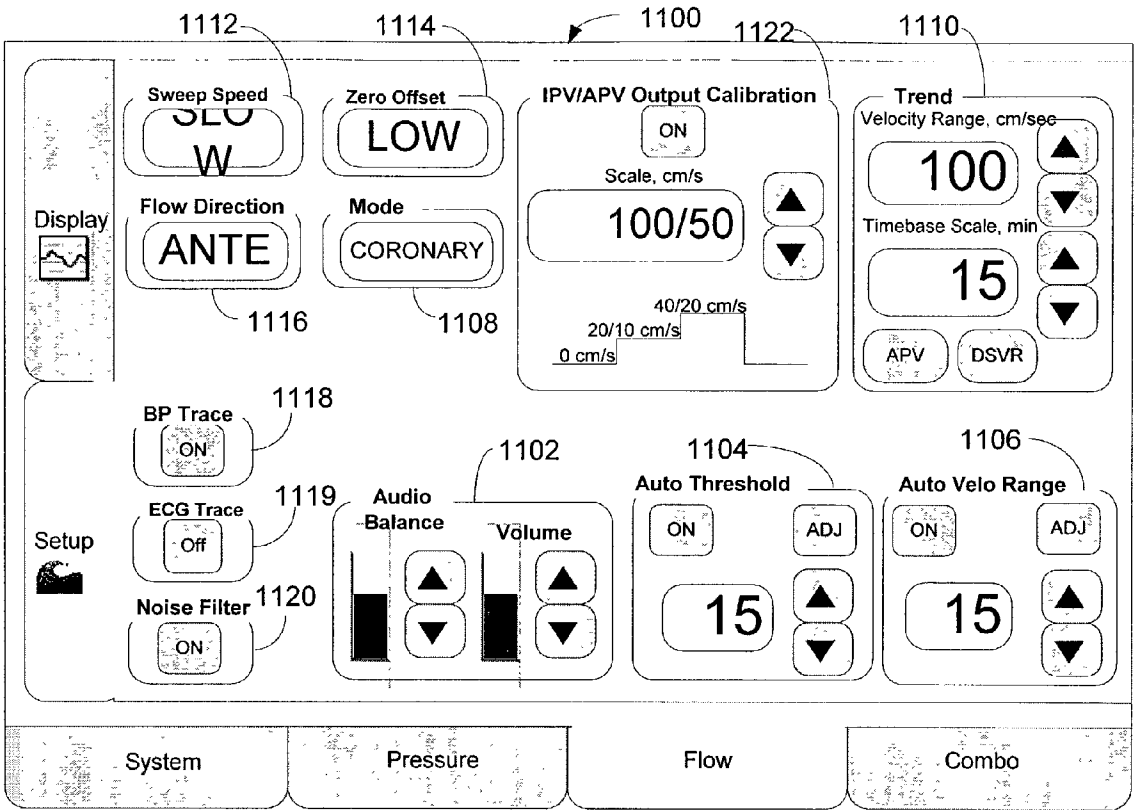 1112
1114
1100
1122
1110
Sweep Speed
SLO
W
Zero Offset
LOW
IPV/APV Output Calibration
ON
Scale, cm/s
100/50
40/20 cm/s
20/10 cm/s
0 cm/s
Trend
Velocity Range, cm/sec
100
Timebase Scale, min
15
APV
DSVR
Flow Direction
ANTE
Mode
CORONARY
1116
1108
Display
Setup
BP Trace
ON
1118
ECG Trace
Off
1119
Noise Filter
ON
1120
1102
Audio
Balance
Volume
1104
Auto Threshold
ON
ADJ
15
1106
Auto Velo Range
ON
ADJ
15
System
Pressure
Flow
Combo